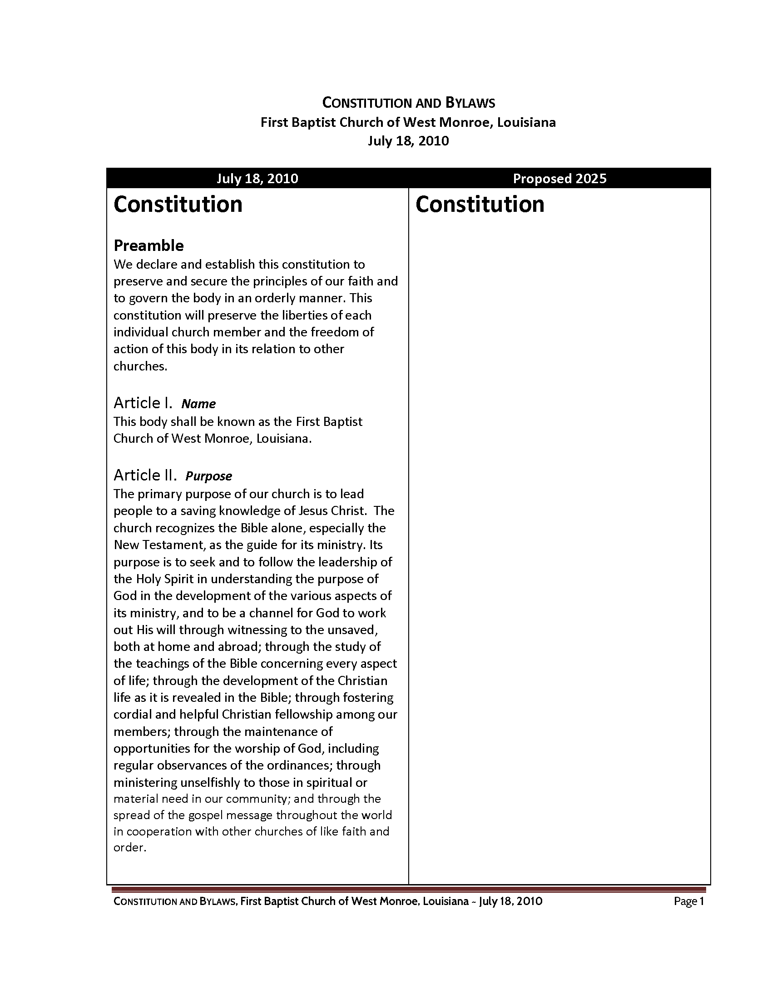 CONSTITUTION AND BYLAWS
First Baptist Church of West Monroe, Louisiana
July 18, 2010
July 18, 2010
Proposed 2025
Constitution
Preamble
We declare and establish this constitution to
preserve and secure the principles of our faith and
to govern the body in an orderly manner. This
constitution will preserve the liberties of each
individual church member and the freedom of
action of this body in its relation to other
churches.
Article I. Name
This body shall be known as the First Baptist
Church of West Monroe, Louisiana.
Article II. Purpose
The primary purpose of our church is to lead
people to a saving knowledge of Jesus Christ. The
church recognizes the Bible alone, especially the
New Testament, as the guide for its ministry. Its
purpose is to seek and to follow the leadership of
the Holy Spirit in understanding the purpose of
God in the development of the various aspects of
its ministry, and to be a channel for God to work
out His will through witnessing to the unsaved,
both at home and abroad; through the study of
the teachings of the Bible concerning every aspect
of life; through the development of the Christian
life as it is revealed in the Bible; through fostering
cordial and helpful Christian fellowship among our
members; through the maintenance of
opportunities for the worship of God, including
regular observances of the ordinances; through
ministering unselfishly to those in spiritual or
material need in our community; and through the
spread of the gospel message throughout the world
in cooperation with other churches of like faith and
order.
Constitution
CONSTITUTION AND BYLAWS, First Baptist Church of West Monroe, Louisiana ~ July 18, 2010
Page 1